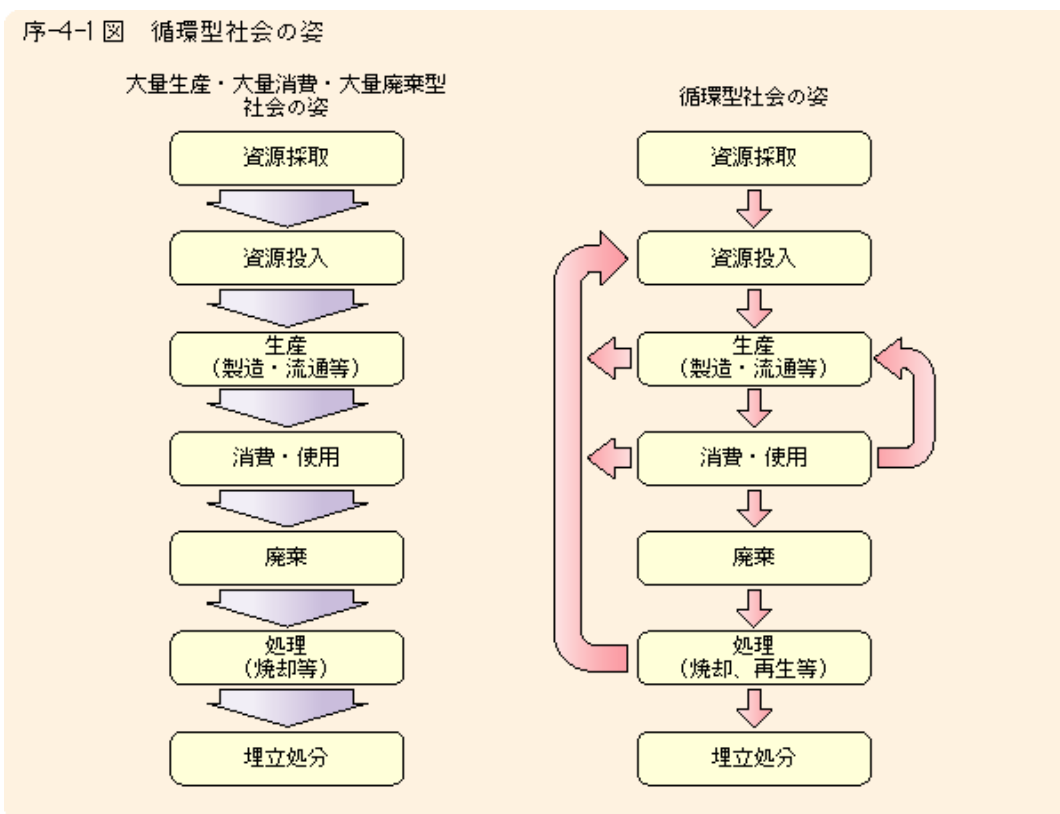 序-4-1図 循環型社会の姿
大量生産・大量消費・大量廃棄型
社会の姿
資源採取
資源投入
生産
(製造・流通等)
消費・使用
廃棄
処理
(焼却等)
埋立処分
循環型社会の姿
資源採取
資源投入
生産
(製造・流通等)
消費・使用
廃棄
処理
(焼却、再生等)
埋立処分